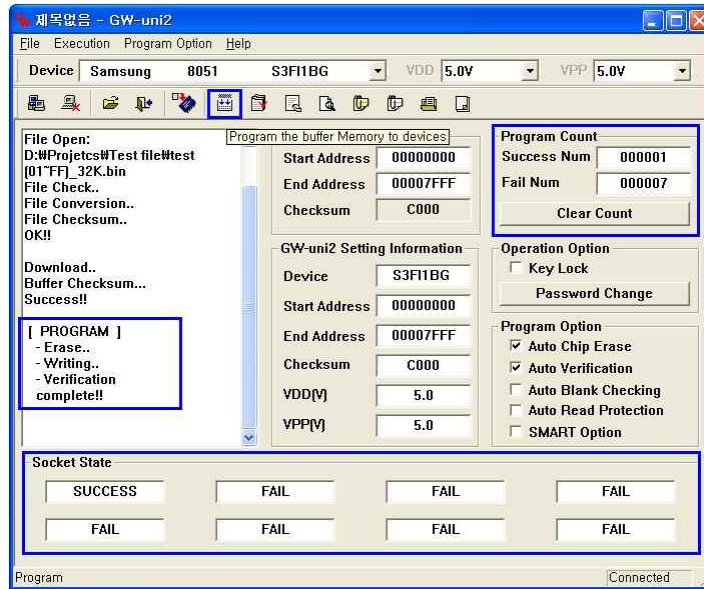 제목없음 - GW-uni2
File Execution Program Option Help
Device Samsung 8051 S3FI1BG VDD 5.0V VPP 5.0V
Program the buffer Memory to devices
File Open:
D:₩Projetcs₩Test file₩test
(01~FF)_32K.bin
File Check..
File Conversion..
File Checksum..
OK!!
Download..
Buffer Checksum...
Success!!
[ PROGRAM ]
- Erase..
- Writing..
- Verification
complete!!
Start Address 00000000
End Address 00007FFF
Checksum C000
GW-uni2 Setting Information
Device S3FI1BG
Start Address 00000000
End Address 00007FFF
Checksum C000
VDD(V) 5.0
VPP(V) 5.0
Program Count
Success Num 000001
Fail Num 000007
Clear Count
Operation Option
Key Lock
Password Change
Program Option
Auto Chip Erase
Auto Verification
Auto Blank Checking
Auto Read Protection
SMART Option
Socket State
SUCCESS FAIL FAIL FAIL
FAIL FAIL FAIL FAIL
Program Connected